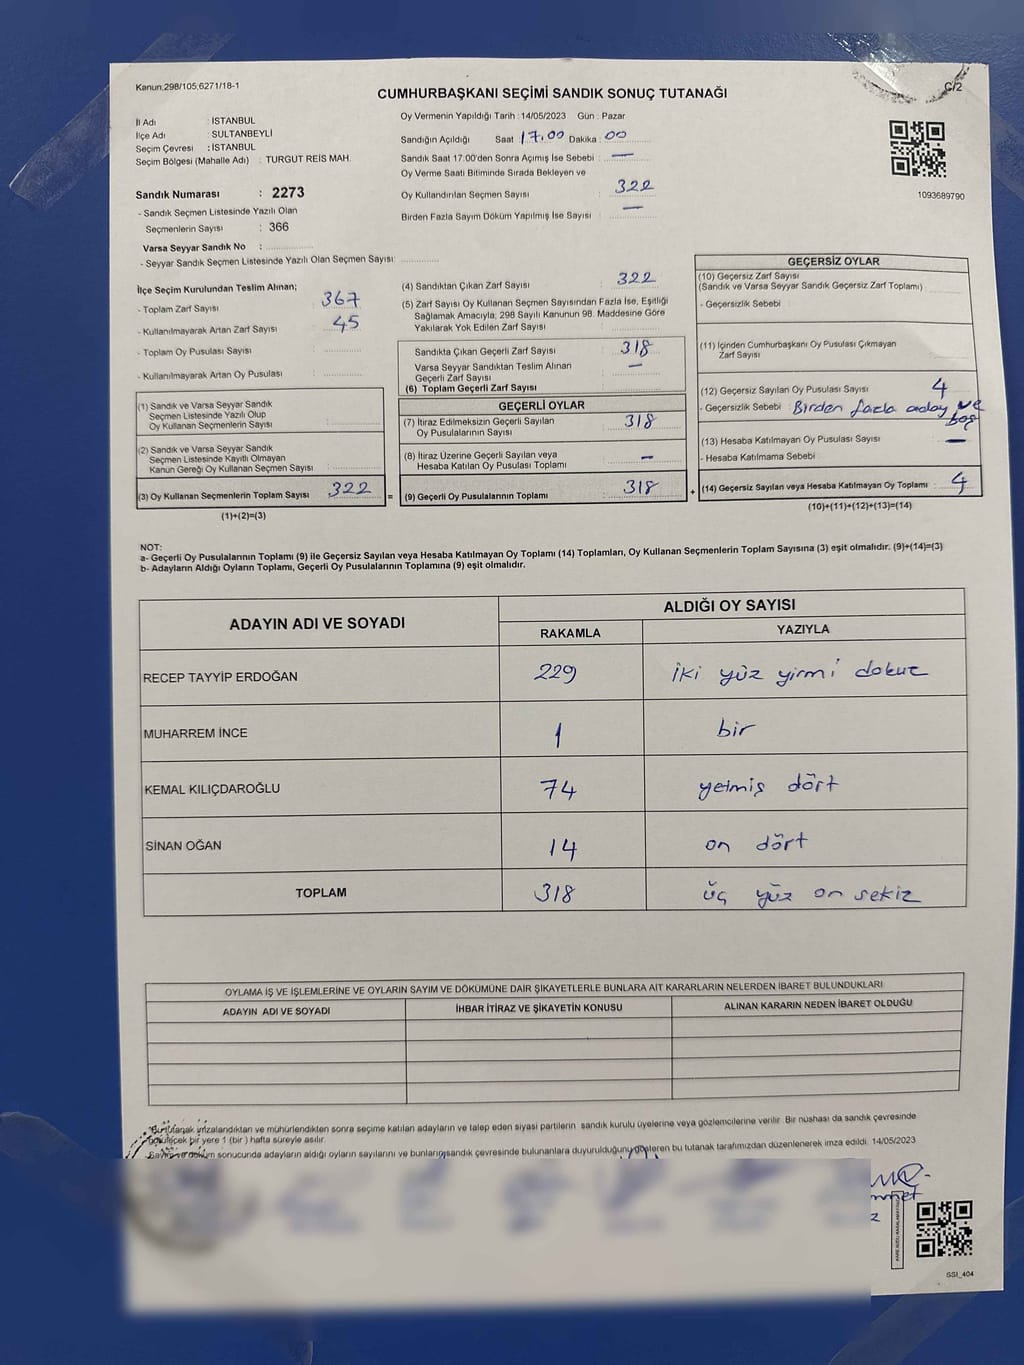 Kanun;298/105,6271/18-1
C/2
CUMHURBAŞKANI SEÇİMİ SANDIK SONUÇ TUTANAĞI
İl Adı : İSTANBUL
İlçe Adı : SULTANBEYLİ
Seçim Çevresi : İSTANBUL
Seçim Bölgesi (Mahalle Adı) : TURGUT REİS MAH.
Oy Vermenin Yapıldığı Tarih : 14/05/2023 Gün : Pazar
Sandığın Açıldığı Saat 17.00 Dakika : 00
Sandık Saat 17:00'den Sonra Açımış İse Sebebi : —
Oy Verme Saati Bitiminde Sırada Bekleyen ve
Oy Kullandırılan Seçmen Sayısı : 322
Birden Fazla Sayım Döküm Yapılmış İse Sayısı : —
1093689790
Sandık Numarası : 2273
- Sandık Seçmen Listesinde Yazılı Olan
Seçmenlerin Sayısı : 366
Varsa Seyyar Sandık No :
- Seyyar Sandık Seçmen Listesinde Yazılı Olan Seçmen Sayısı:
İlçe Seçim Kurulundan Teslim Alınan;
- Toplam Zarf Sayısı : 367
- Kullanılmayarak Artan Zarf Sayısı : 45
- Toplam Oy Pusulası Sayısı :
- Kullanılmayarak Artan Oy Pusulası :
(1) Sandık ve Varsa Seyyar Sandık
Seçmen Listesinde Yazılı Olup
Oy Kullanan Seçmenlerin Sayısı :
(2) Sandık ve Varsa Seyyar Sandık
Seçmen Listesinde Kayıtlı Olmayan
Kanun Gereği Oy Kullanan Seçmen Sayısı :
(3) Oy Kullanan Seçmenlerin Toplam Sayısı : 322 =
(1)+(2)=(3)
(4) Sandıktan Çıkan Zarf Sayısı : 322
(5) Zarf Sayısı Oy Kullanan Seçmen Sayısından Fazla İse, Eşitliği
Sağlamak Amacıyla; 298 Sayılı Kanunun 98. Maddesine Göre
Yakılarak Yok Edilen Zarf Sayısı :
Sandıkta Çıkan Geçerli Zarf Sayısı : 318
Varsa Seyyar Sandıktan Teslim Alınan
Geçerli Zarf Sayısı : —
(6) Toplam Geçerli Zarf Sayısı :
GEÇERLİ OYLAR
(7) İtiraz Edilmeksizin Geçerli Sayılan
Oy Pusulalarının Sayısı : 318
(8) İtiraz Üzerine Geçerli Sayılan veya
Hesaba Katılan Oy Pusulası Toplamı : —
(9) Geçerli Oy Pusulalarının Toplamı : 318 +
GEÇERSİZ OYLAR
(10) Geçersiz Zarf Sayısı
(Sandık ve Varsa Seyyar Sandık Geçersiz Zarf Toplamı) :
- Geçersizlik Sebebi :
(11) İçinden Cumhurbaşkanı Oy Pusulası Çıkmayan
Zarf Sayısı :
(12) Geçersiz Sayılan Oy Pusulası Sayısı : 4
- Geçersizlik Sebebi : Birden fazla aday ve
boş
(13) Hesaba Katılmayan Oy Pusulası Sayısı : —
- Hesaba Katılmama Sebebi :
(14) Geçersiz Sayılan veya Hesaba Katılmayan Oy Toplamı : 4
(10)+(11)+(12)+(13)=(14)
NOT:
a- Geçerli Oy Pusulalarının Toplamı (9) ile Geçersiz Sayılan veya Hesaba Katılmayan Oy Toplamı (14) Toplamları, Oy Kullanan Seçmenlerin Toplam Sayısına (3) eşit olmalıdır. (9)+(14)=(3)
b- Adayların Aldığı Oyların Toplamı, Geçerli Oy Pusulalarının Toplamına (9) eşit olmalıdır.
ADAYIN ADI VE SOYADI
ALDIĞI OY SAYISI
RAKAMLA YAZIYLA
RECEP TAYYİP ERDOĞAN 229 iki yüz yirmi dokuz
MUHARREM İNCE 1 bir
KEMAL KILIÇDAROĞLU 74 yetmiş dört
SİNAN OĞAN 14 on dört
TOPLAM 318 üç yüz on sekiz
OYLAMA İŞ VE İŞLEMLERİNE VE OYLARIN SAYIM VE DÖKÜMÜNE DAİR ŞİKAYETLERLE BUNLARA AİT KARARLARIN NELERDEN İBARET BULUNDUKLARI
ADAYIN ADI VE SOYADI İHBAR İTİRAZ VE ŞİKAYETİN KONUSU ALINAN KARARIN NEDEN İBARET OLDUĞU
Bu tutanak imzalandıktan ve mühürlendikten sonra seçime katılan adayların ve talep eden siyasi partilerin sandık kurulu üyelerine veya gözlemcilerine verilir. Bir nüshası da sandık çevresinde
görülecek bir yere 1 (bir) hafta süreyle asılır.
Sayım ve döküm sonucunda adayların aldığı oyların sayılarını ve bunların sandık çevresinde bulunanlara duyurulduğunu gösteren bu tutanak tarafımızdan düzenlenerek imza edildi. 14/05/2023
SSI_404